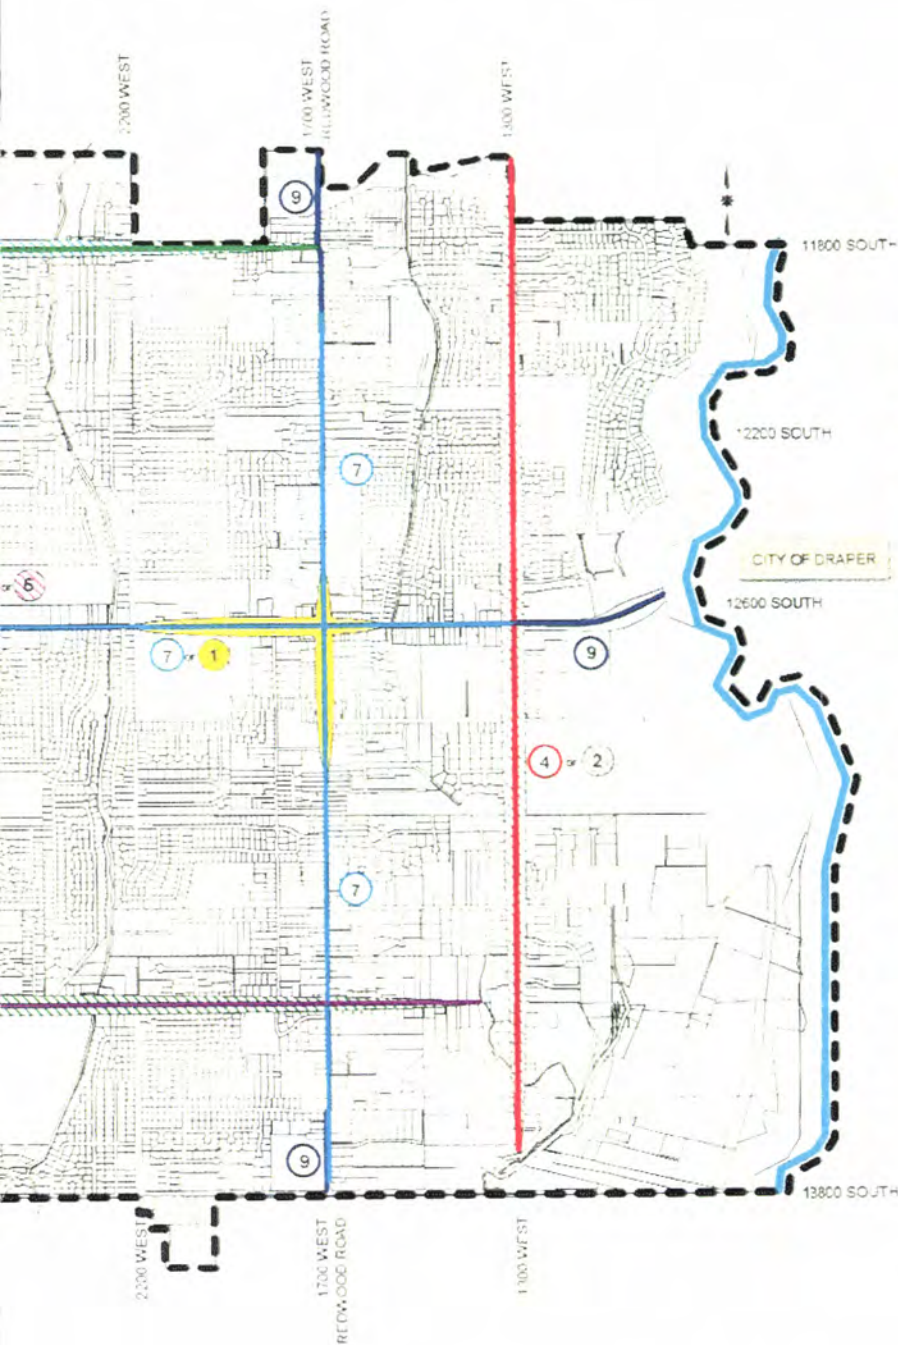 2200 WEST
1700 WEST
REDWOOD ROAD
1300 WEST
9
11800 SOUTH
12200 SOUTH
7
CITY OF DRAPER
or 5
12600 SOUTH
7 or 1
9
4 or 2
7
9
13800 SOUTH
2200 WEST
1700 WEST
REDWOOD ROAD
1300 WEST